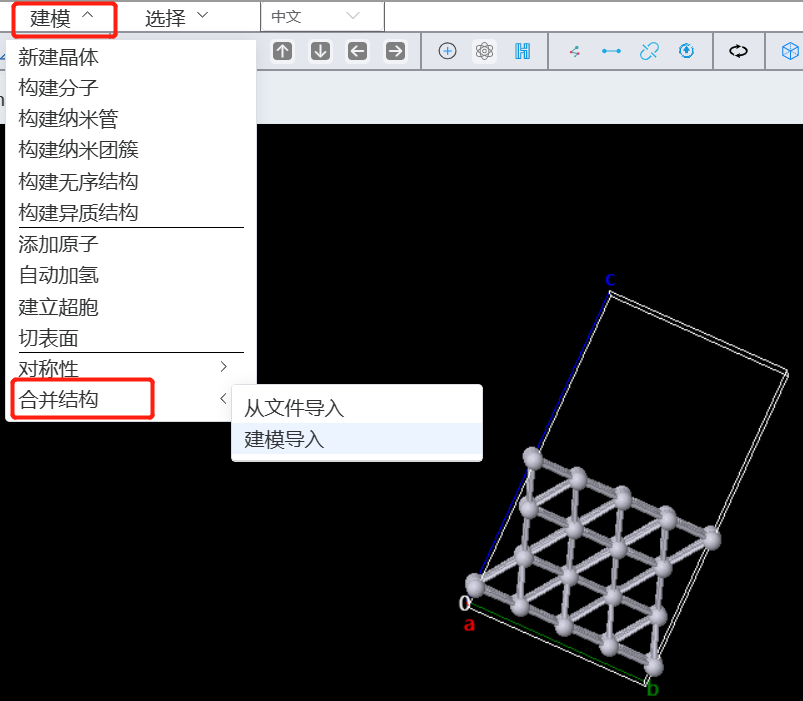 建模 选择 中文
新建晶体
构建分子
构建纳米管
构建纳米团簇
构建无序结构
构建异质结构
添加原子
自动加氢
建立超胞
切表面
对称性
合并结构
从文件导入
建模导入
c
O
a
b